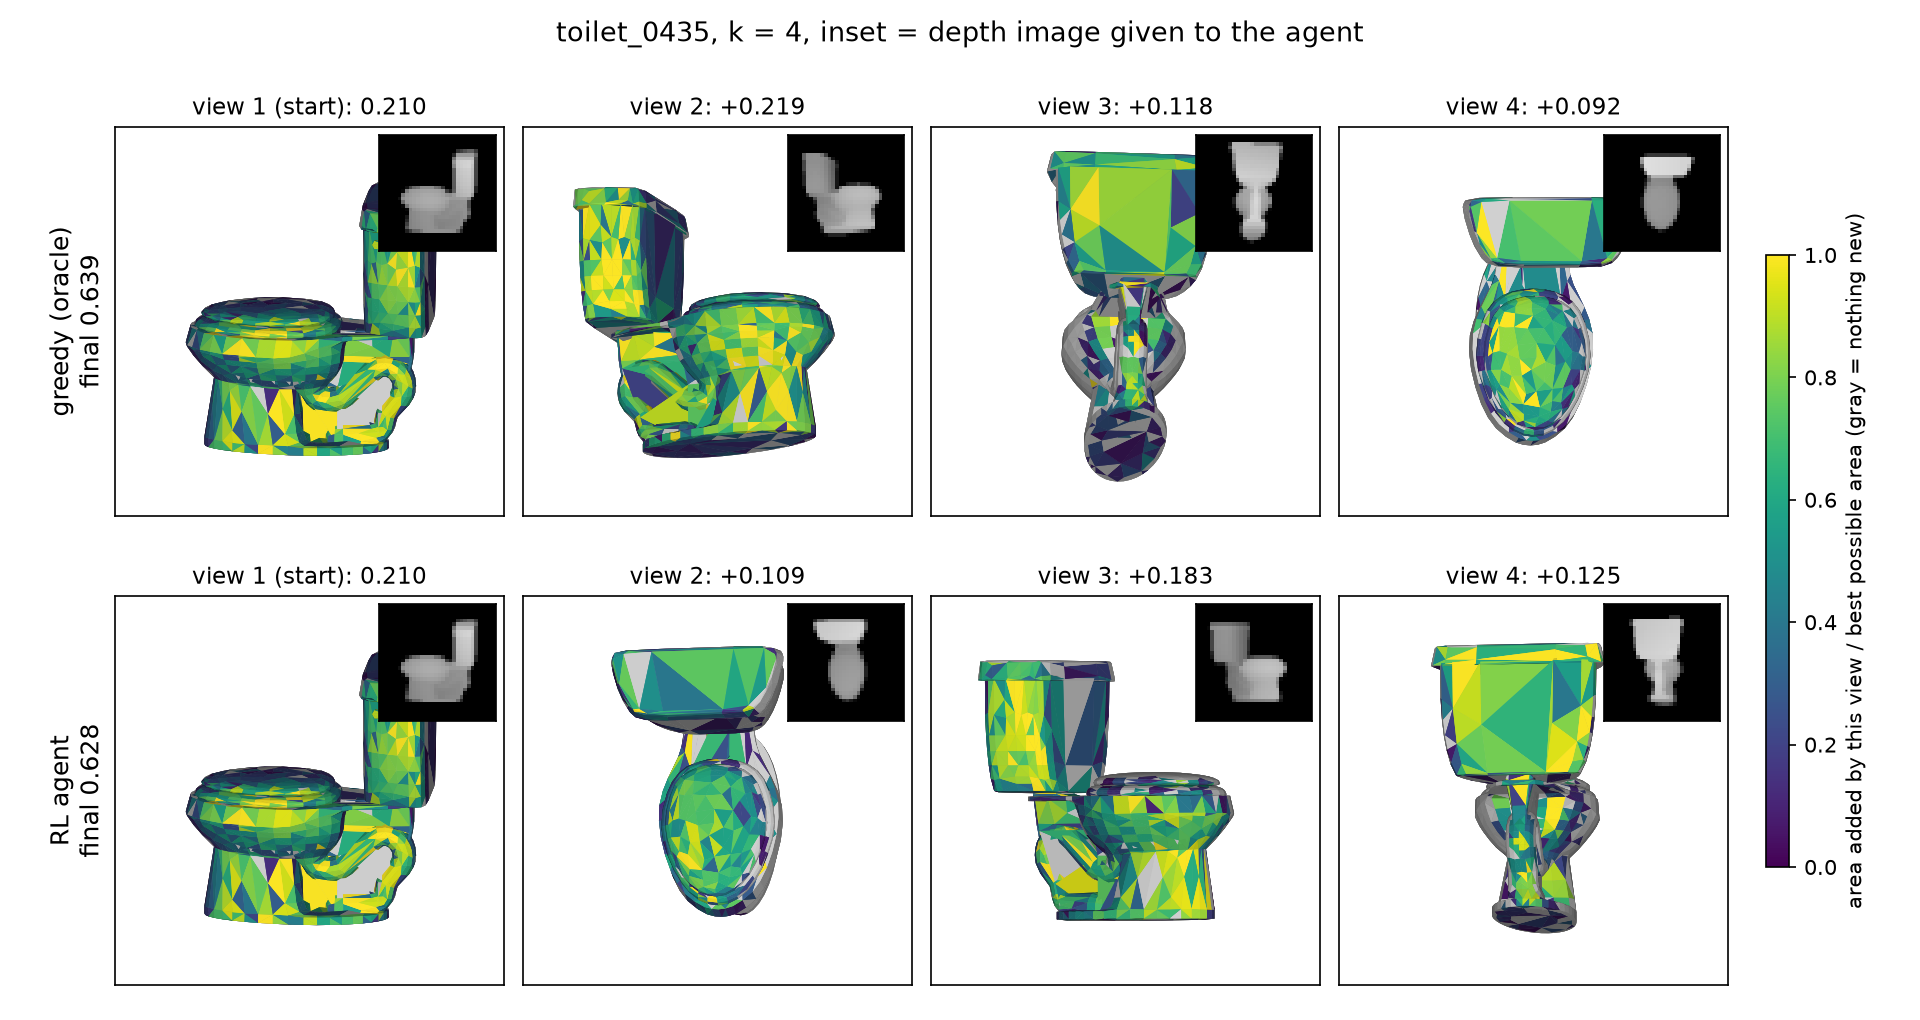 toilet_0435, k = 4, inset = depth image given to the agent
view 1 (start): 0.210
view 2: +0.219
view 3: +0.118
view 4: +0.092
greedy (oracle)
final 0.639
view 1 (start): 0.210
view 2: +0.109
view 3: +0.183
view 4: +0.125
RL agent
final 0.628
1.0
0.8
0.6
0.4
0.2
0.0
area added by this view / best possible area (gray = nothing new)